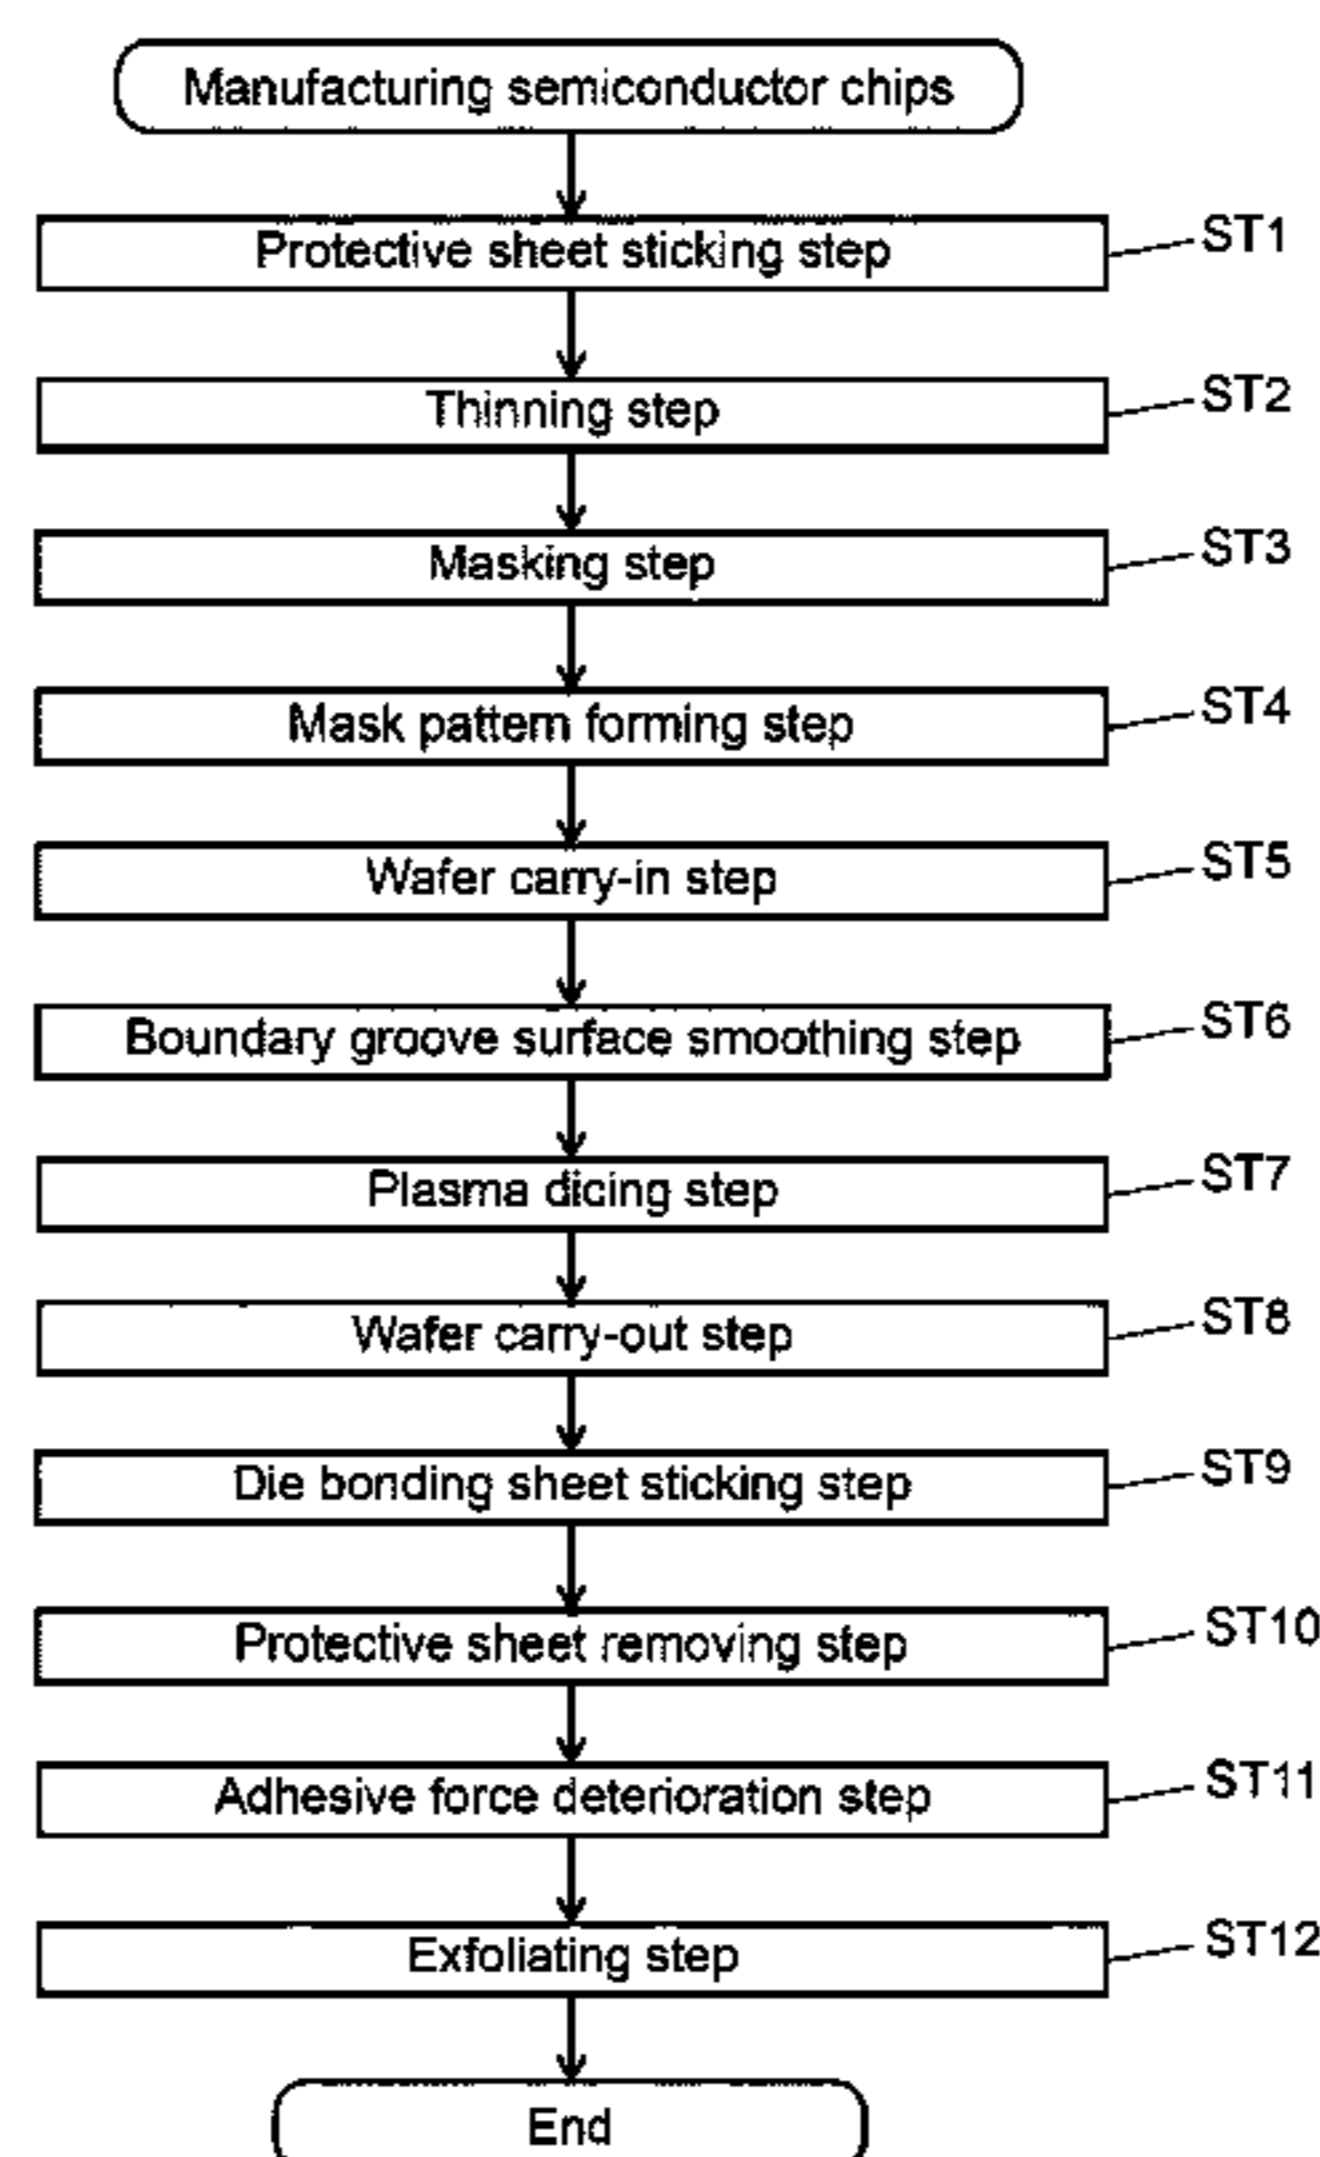 Manufacturing semiconductor chips
Protective sheet sticking step
ST1
Thinning step
ST2
Masking step
ST3
Mask pattern forming step
ST4
Wafer carry-in step
ST5
Boundary groove surface smoothing step
ST6
Plasma dicing step
ST7
Wafer carry-out step
ST8
Die bonding sheet sticking step
ST9
Protective sheet removing step
ST10
Adhesive force deterioration step
ST11
Exfoliating step
ST12
End